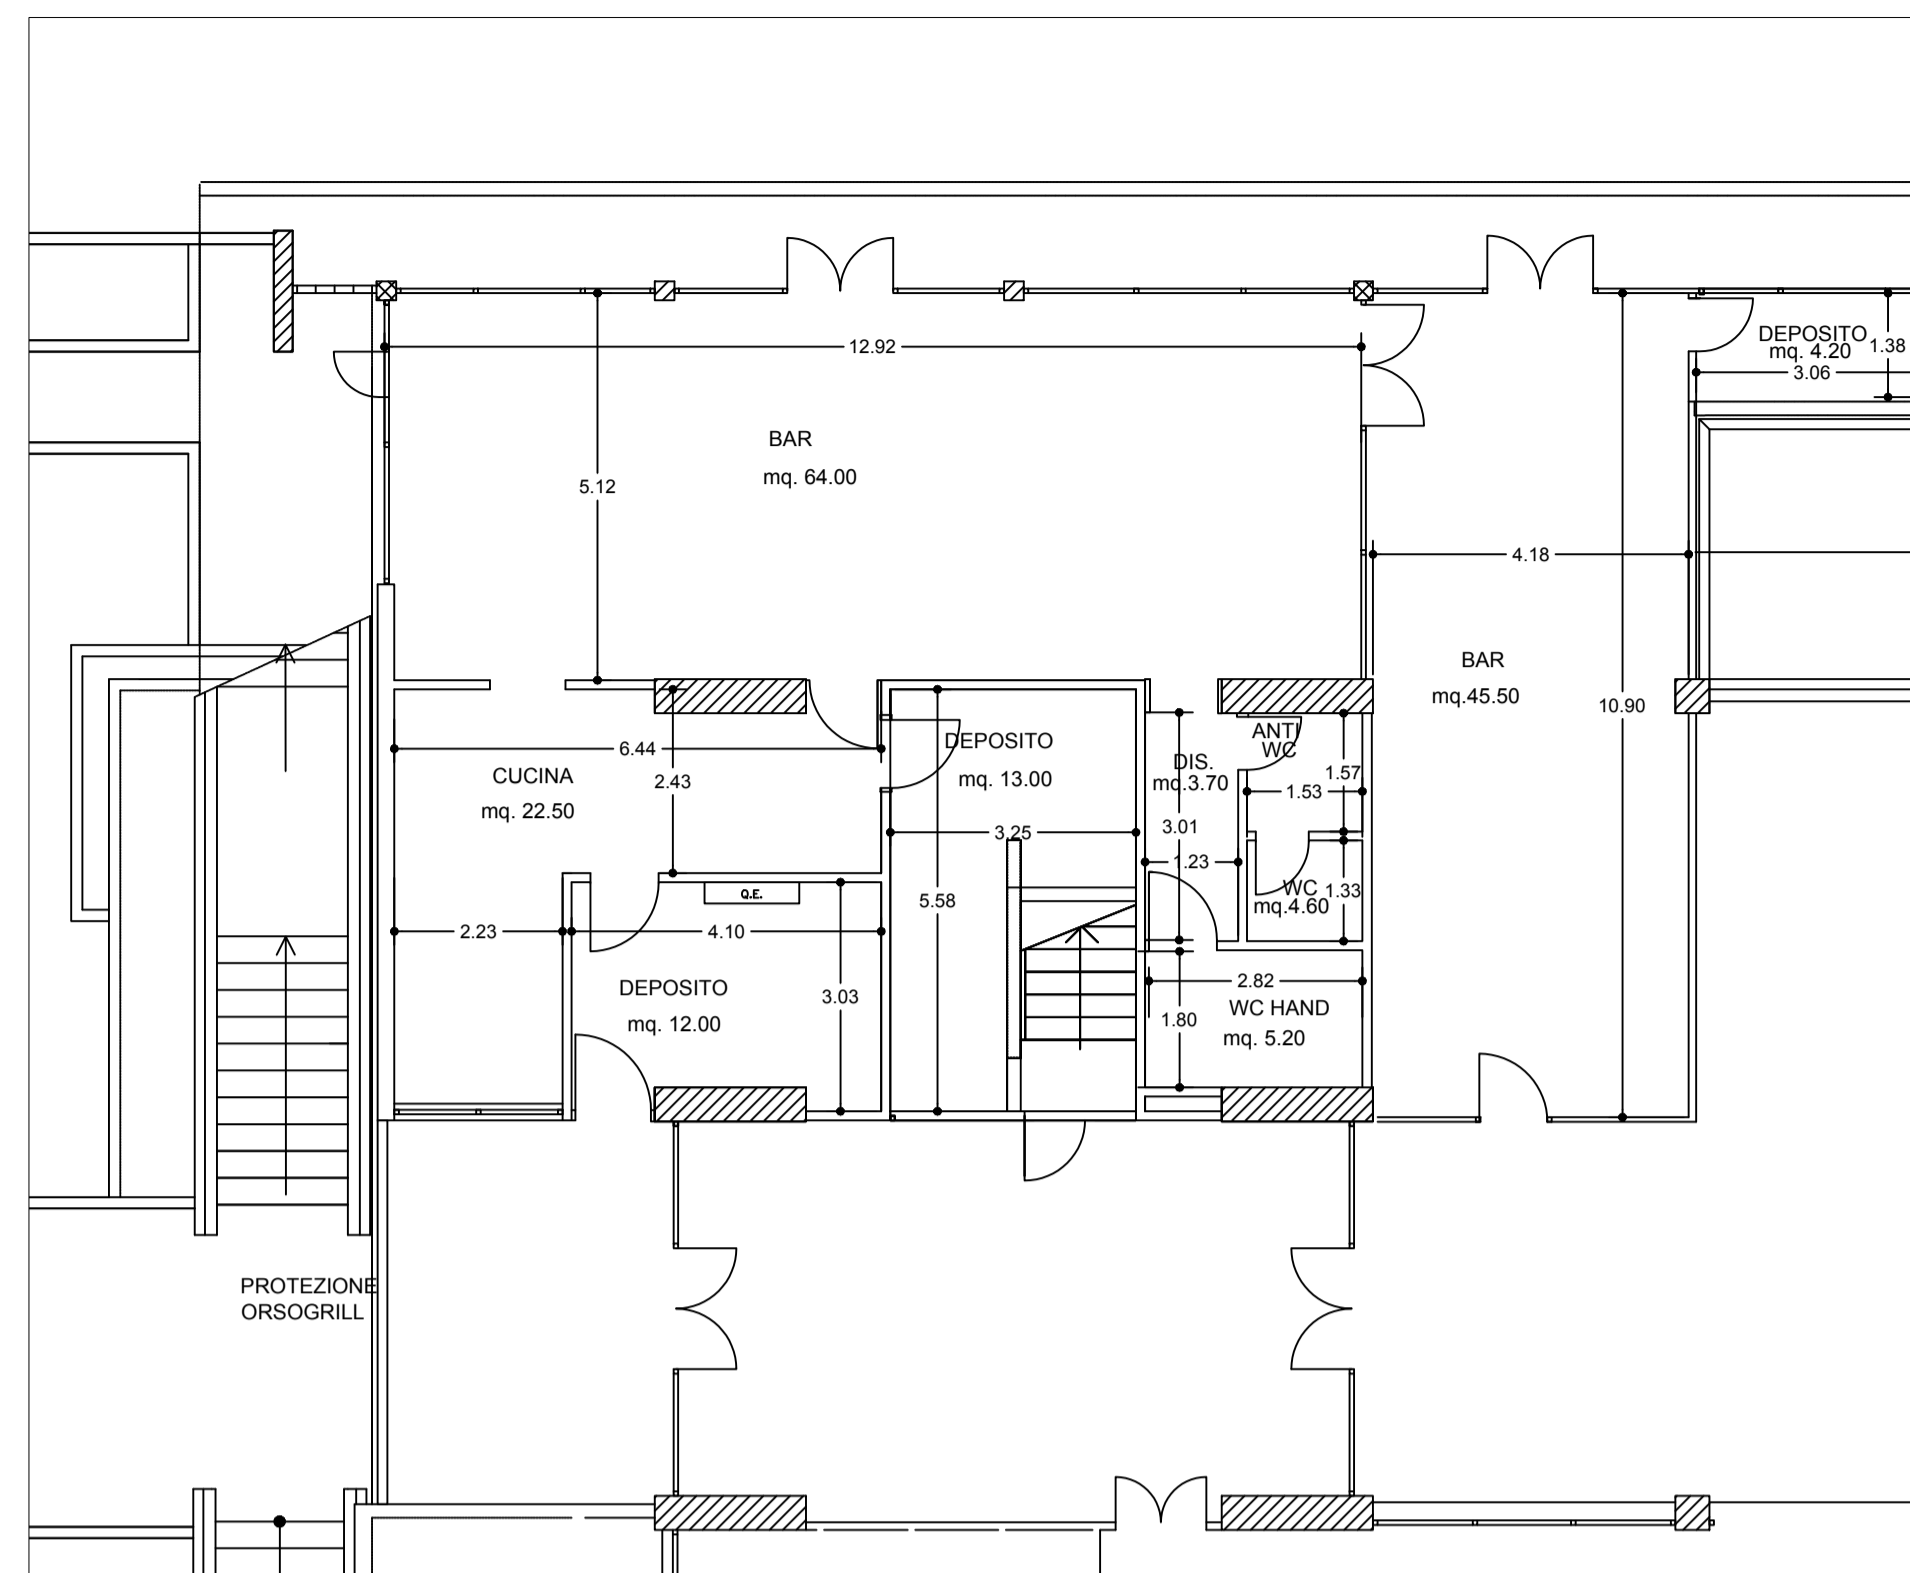 DEPOSITO
mq. 4.20
1.38
3.06
12.92
BAR
mq. 64.00
5.12
4.18
BAR
mq.45.50
10.90
6.44
2.43
CUCINA
mq. 22.50
DEPOSITO
mq. 13.00
3.25
5.58
DIS.
mq.3.70
3.01
1.23
ANTI
WC
1.57
1.53
WC
1.33
mq.4.60
Q.E.
2.23
4.10
DEPOSITO
mq. 12.00
3.03
2.82
WC HAND
mq. 5.20
1.80
PROTEZIONE
ORSOGRILL